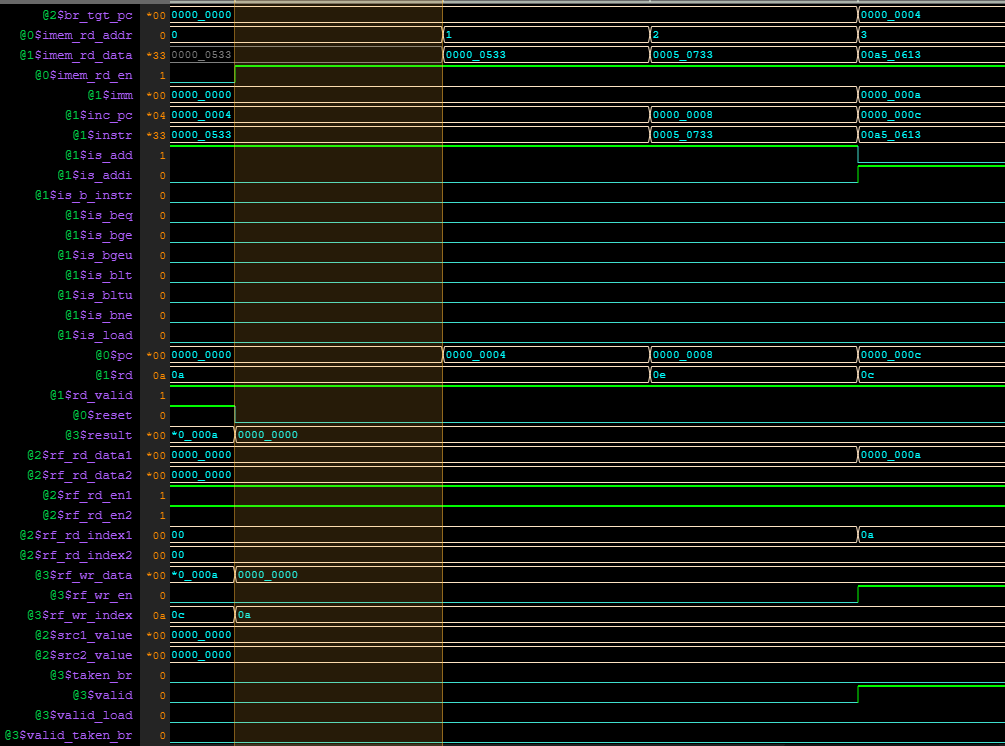 @2$br_tgt_pc *00 0000_0000 0000_0004
@0$imem_rd_addr 0 0 1 2 3
@1$imem_rd_data *33 0000_0533 0000_0533 0005_0733 00a5_0613
@0$imem_rd_en 1
@1$imm *00 0000_0000 0000_000a
@1$inc_pc *04 0000_0004 0000_0008 0000_000c
@1$instr *33 0000_0533 0005_0733 00a5_0613
@1$is_add 1
@1$is_addi 0
@1$is_b_instr 0
@1$is_beq 0
@1$is_bge 0
@1$is_bgeu 0
@1$is_blt 0
@1$is_bltu 0
@1$is_bne 0
@1$is_load 0
@0$pc *00 0000_0000 0000_0004 0000_0008 0000_000c
@1$rd 0a 0a 0e 0c
@1$rd_valid 1
@0$reset 0
@3$result *00 *0_000a 0000_0000
@2$rf_rd_data1 *00 0000_0000 0000_000a
@2$rf_rd_data2 *00 0000_0000
@2$rf_rd_en1 1
@2$rf_rd_en2 1
@2$rf_rd_index1 00 00 0a
@2$rf_rd_index2 00 00
@3$rf_wr_data *00 *0_000a 0000_0000
@3$rf_wr_en 0
@3$rf_wr_index 0a 0c 0a
@2$src1_value *00 0000_0000
@2$src2_value *00 0000_0000
@3$taken_br 0
@3$valid 0
@3$valid_load 0
@3$valid_taken_br 0